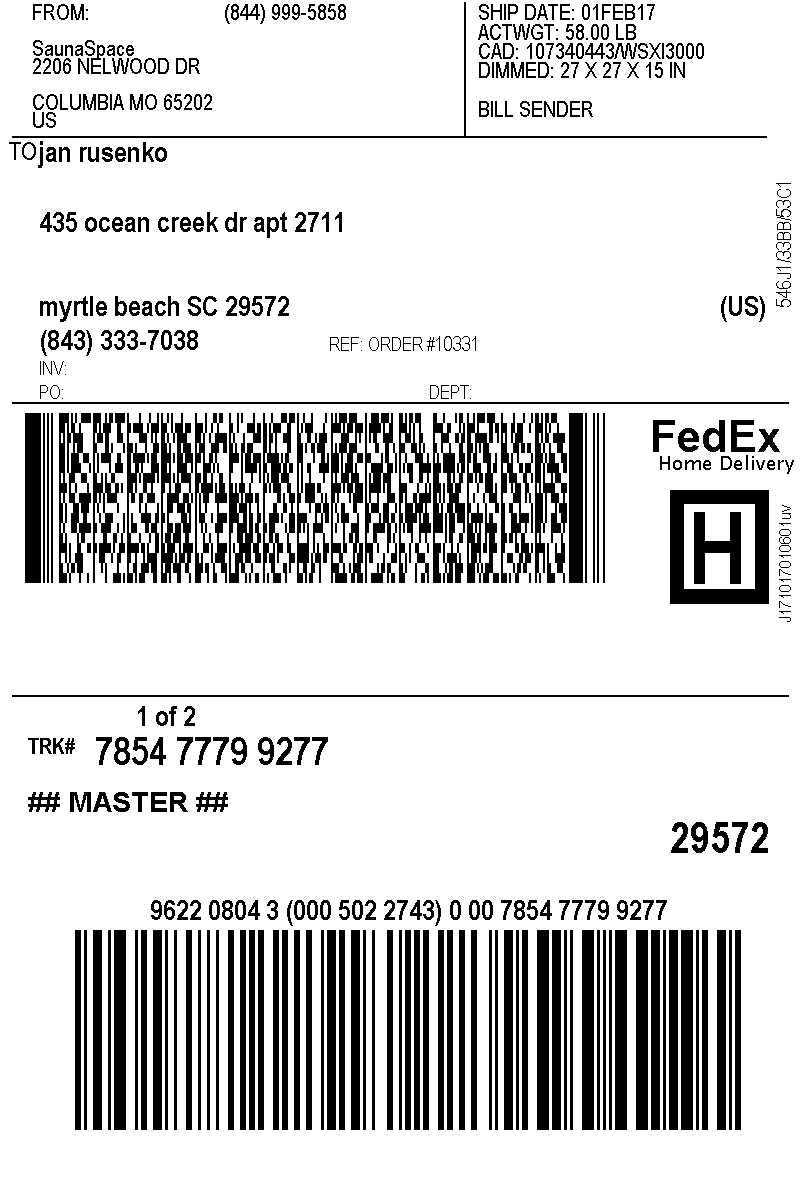 FROM: (844) 999-5858
SaunaSpace
2206 NELWOOD DR
COLUMBIA MO 65202
US
SHIP DATE: 01FEB17
ACTWGT: 58.00 LB
CAD: 107340443/WSXI3000
DIMMED: 27 X 27 X 15 IN
BILL SENDER
TO jan rusenko
435 ocean creek dr apt 2711
myrtle beach SC 29572 (US)
(843) 333-7038 REF: ORDER #10331
INV:
PO: DEPT:
546J1/33BB/53C1
FedEx
Home Delivery
H
J171017010601uv
1 of 2
TRK# 7854 7779 9277
## MASTER ##
29572
9622 0804 3 (000 502 2743) 0 00 7854 7779 9277